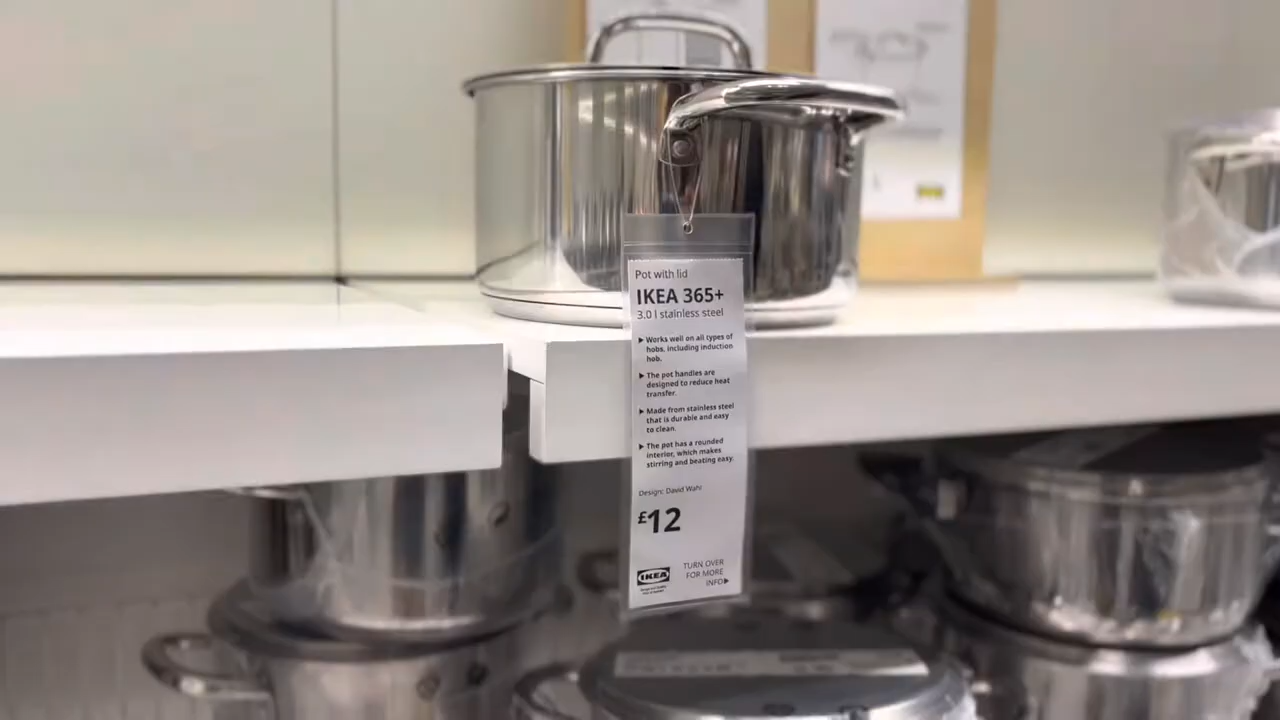 Pot with lid
IKEA 365+
3.0 l stainless steel
▶ Works well on all types of
hobs, including induction
hob.
▶ The pot handles are
designed to reduce heat
transfer.
▶ Made from stainless steel
that is durable and easy
to clean.
▶ The pot has a rounded
interior, which makes
stirring and beating easy.
Design: David Wahl
£12
IKEA
TURN OVER
FOR MORE
INFO▶